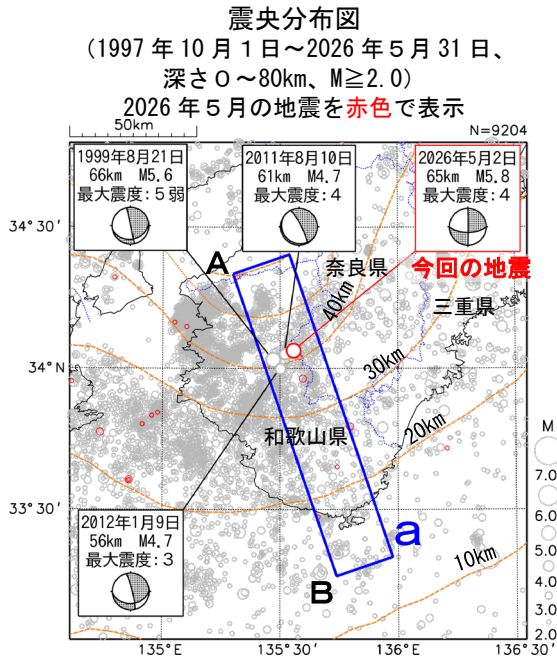 震央分布図
（1997年10月１日～2026年５月31日、
深さ０～80km、M≧2.0）
2026年５月の地震を赤色で表示
50km
N=9204
1999年8月21日
66km M5.6
最大震度:５弱
2011年8月10日
61km M4.7
最大震度:４
2026年5月2日
65km M5.8
最大震度:４
34°30′
A
奈良県
今回の地震
40km
三重県
34°N
30km
和歌山県
20km
M
7.0
6.0
5.0
4.0
3.0
2.0
33°30′
2012年1月9日
56km M4.7
最大震度:３
a
B
10km
135°E
135°30′
136°E
136°30′